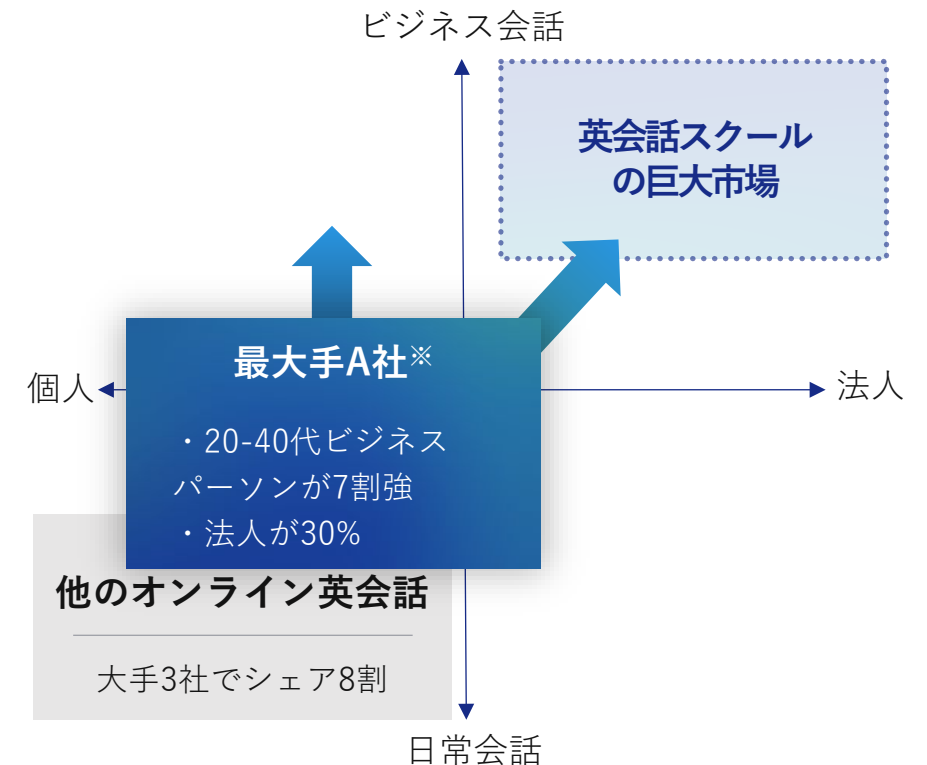 ビジネス会話
英会話スクール
の巨大市場
最大手A社※
個人
法人
・20-40代ビジネス
パーソンが7割強
・法人が30%
他のオンライン英会話
大手3社でシェア8割
日常会話